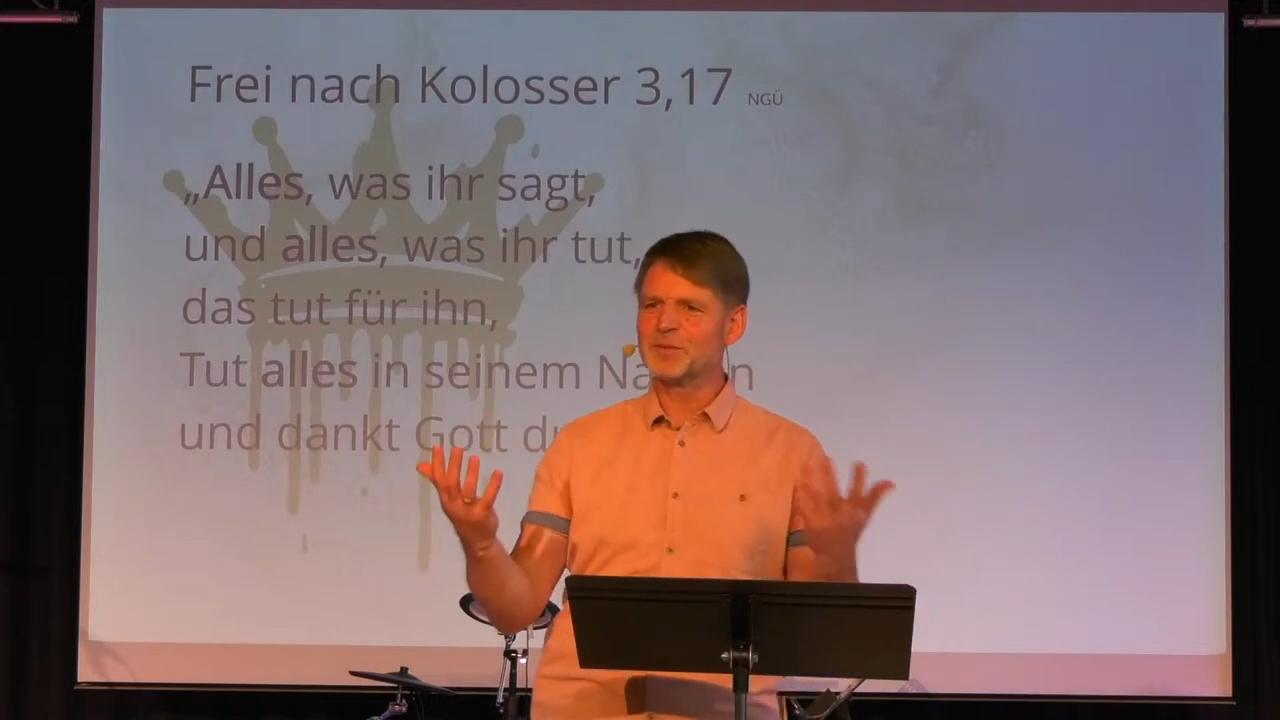 Frei nach Kolosser 3,17 NGÜ
„Alles, was ihr sagt,
und alles, was ihr tut,
das tut für ihn,
Tut alles in seinem
und dankt Gott